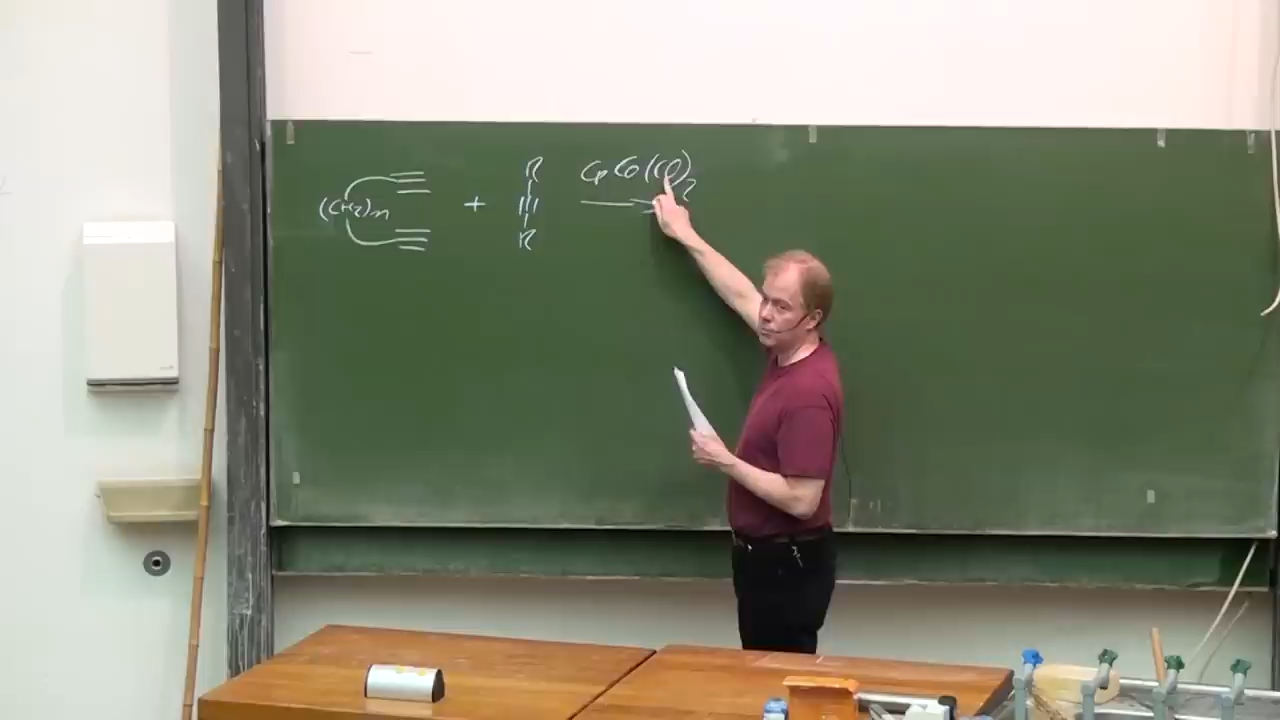 (CH2)n + R ||| R CpCo(CO)2